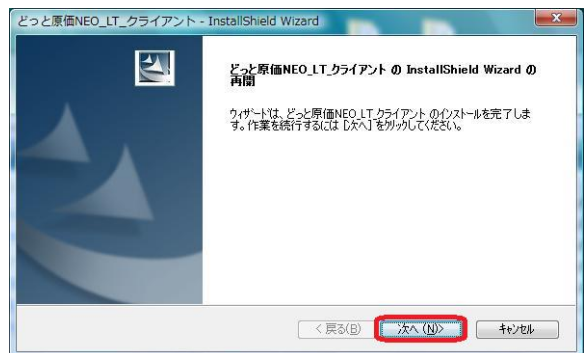 どっと原価NEO_LT_クライアント - InstallShield Wizard
どっと原価NEO_LT_クライアント の InstallShield Wizard の
再開
ウィザードは、どっと原価NEO_LT_クライアント のインストールを完了しま
す。作業を続行するには [次へ] をクリックしてください。
< 戻る(B) 次へ (N)> キャンセル